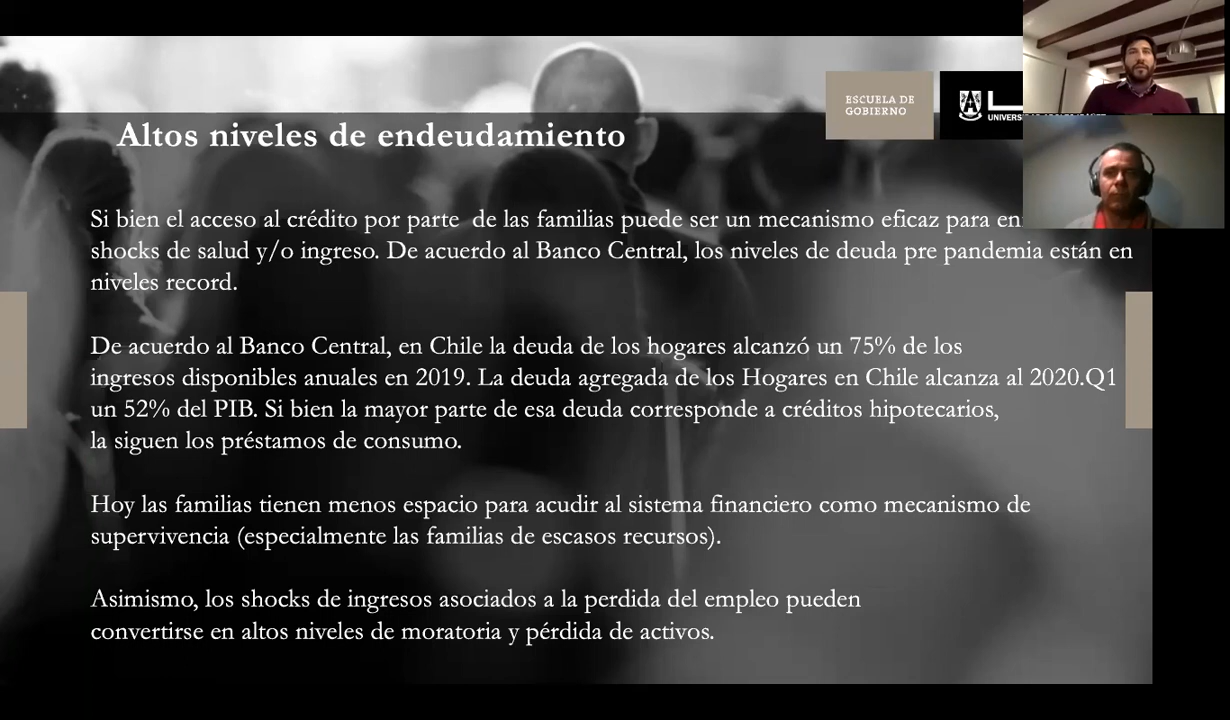 ESCUELA DE
GOBIERNO
Altos niveles de endeudamiento
Si bien el acceso al crédito por parte de las familias puede ser un mecanismo eficaz para
shocks de salud y/o ingreso. De acuerdo al Banco Central, los niveles de deuda pre pandemia están en
niveles record.
De acuerdo al Banco Central, en Chile la deuda de los hogares alcanzó un 75% de los
ingresos disponibles anuales en 2019. La deuda agregada de los Hogares en Chile alcanza al 2020.Q1
un 52% del PIB. Si bien la mayor parte de esa deuda corresponde a créditos hipotecarios,
la siguen los préstamos de consumo.
Hoy las familias tienen menos espacio para acudir al sistema financiero como mecanismo de
supervivencia (especialmente las familias de escasos recursos).
Asimismo, los shocks de ingresos asociados a la perdida del empleo pueden
convertirse en altos niveles de moratoria y pérdida de activos.